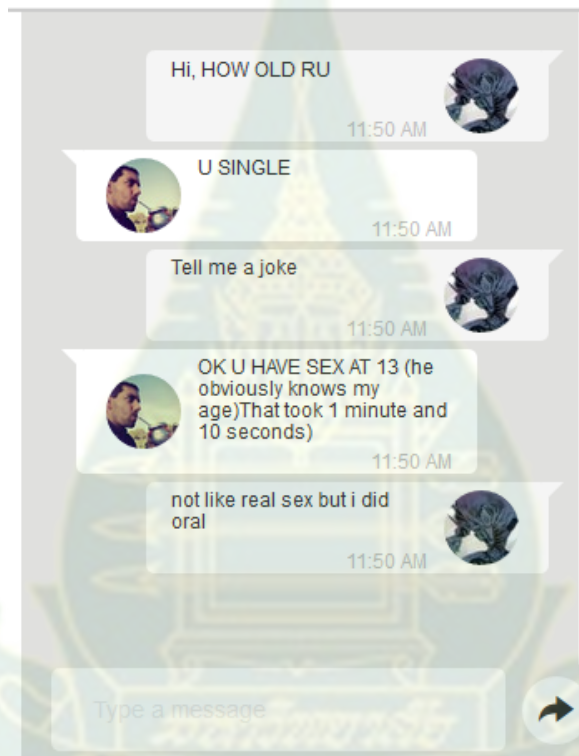 Hi, HOW OLD RU
11:50 AM
U SINGLE
11:50 AM
Tell me a joke
11:50 AM
OK U HAVE SEX AT 13 (he
obviously knows my
age)That took 1 minute and
10 seconds)
11:50 AM
not like real sex but i did
oral
11:50 AM
Type a message